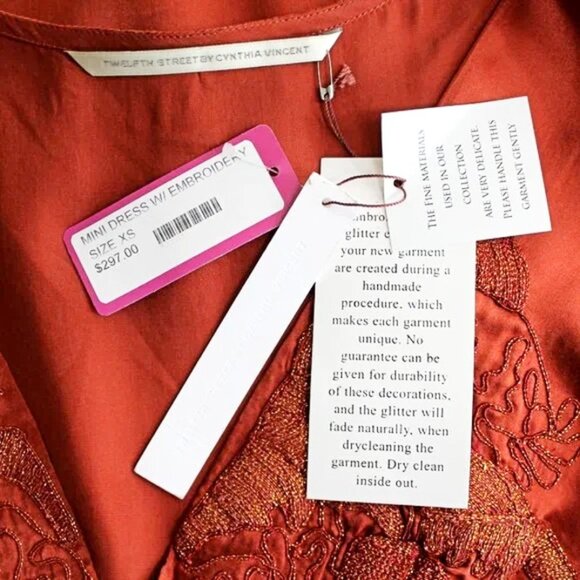 TWELFTH STREET BY CYNTHIA VINCENT
MINI DRESS W/ EMBROIDERY
SIZE XS
$297.00
THE FINE MATERIALS
USED IN OUR
COLLECTION
ARE VERY DELICATE.
PLEASE HANDLE THIS
GARMENT GENTLY
glitter
your new garment
are created during a
handmade
procedure, which
makes each garment
unique. No
guarantee can be
given for durability
of these decorations,
and the glitter will
fade naturally, when
drycleaning the
garment. Dry clean
inside out.